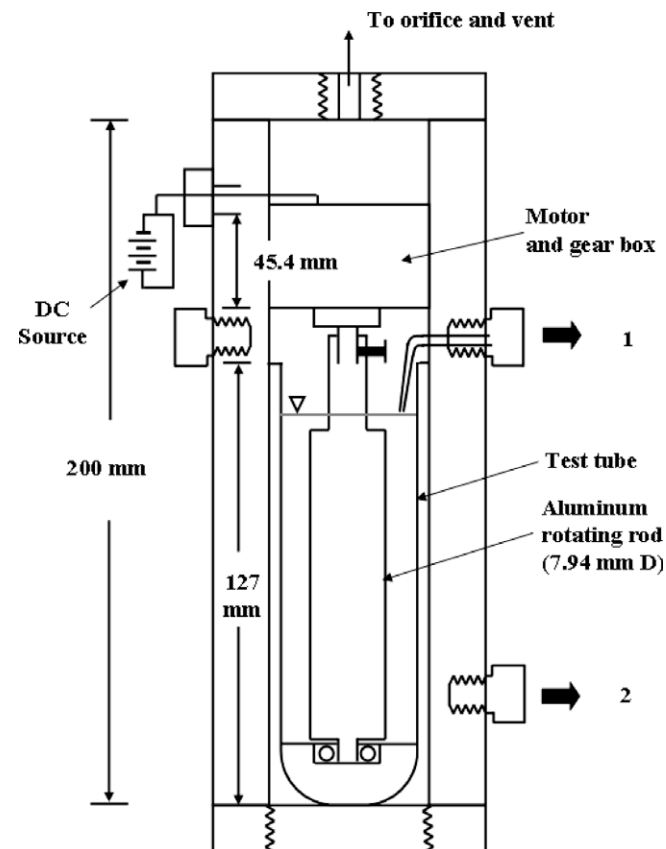 To orifice and vent
Motor
and gear box
45.4 mm
DC
Source
1
200 mm
Test tube
Aluminum
rotating rod
(7.94 mm D)
127
mm
2